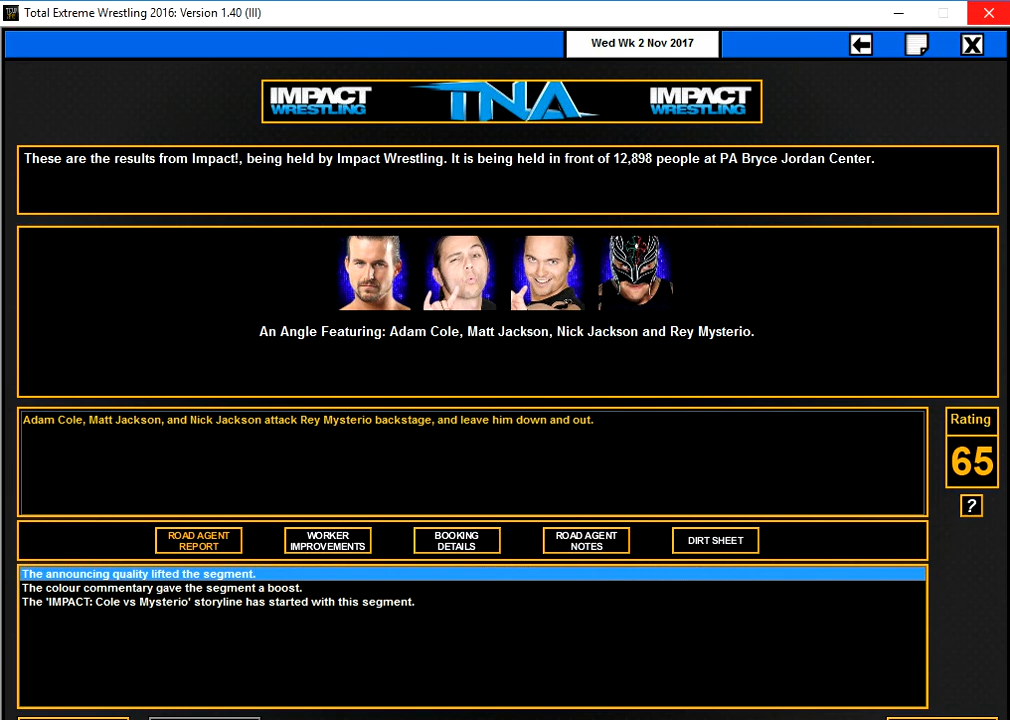 Total Extreme Wrestling 2016: Version 1.40 (III)
Wed Wk 2 Nov 2017
IMPACT WRESTLING TNA IMPACT WRESTLING
These are the results from Impact!, being held by Impact Wrestling. It is being held in front of 12,898 people at PA Bryce Jordan Center.
An Angle Featuring: Adam Cole, Matt Jackson, Nick Jackson and Rey Mysterio.
Adam Cole, Matt Jackson, and Nick Jackson attack Rey Mysterio backstage, and leave him down and out.
Rating
65
?
ROAD AGENT REPORT
WORKER IMPROVEMENTS
BOOKING DETAILS
ROAD AGENT NOTES
DIRT SHEET
The announcing quality lifted the segment.
The colour commentary gave the segment a boost.
The 'IMPACT: Cole vs Mysterio' storyline has started with this segment.